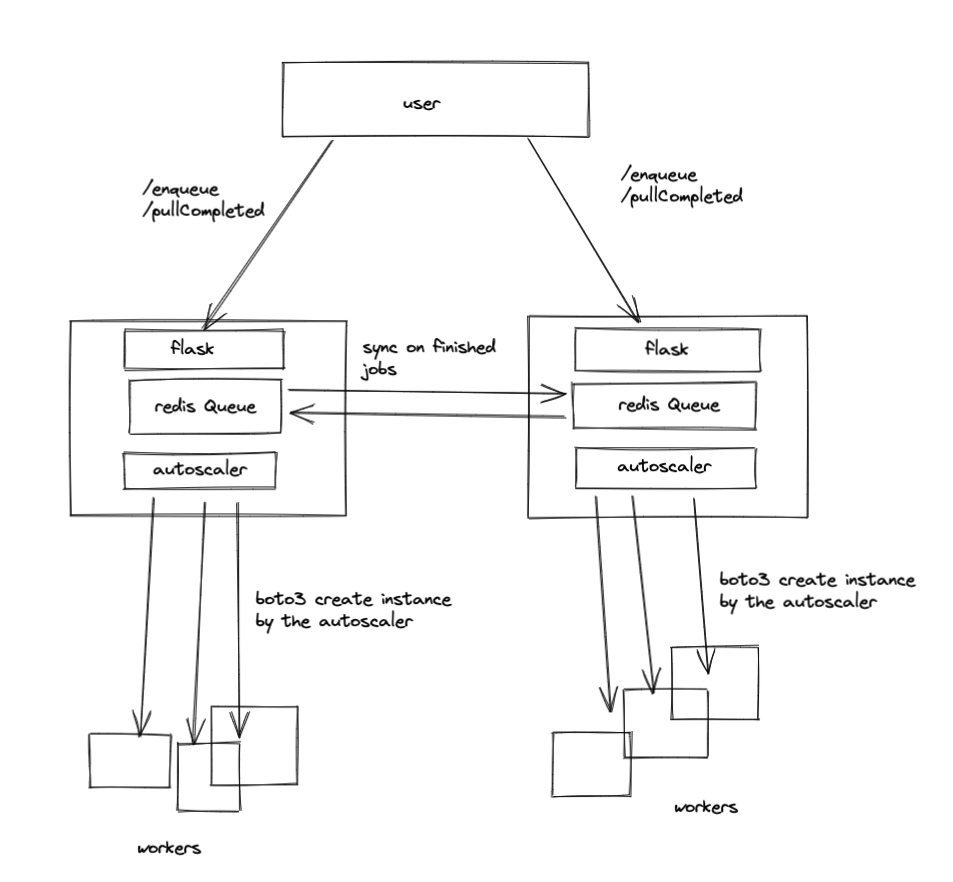 user
/enqueue
/pullCompleted
/enqueue
/pullCompleted
flask
redis Queue
autoscaler
sync on finished
jobs
flask
redis Queue
autoscaler
boto3 create instance
by the autoscaler
boto3 create instance
by the autoscaler
workers
workers